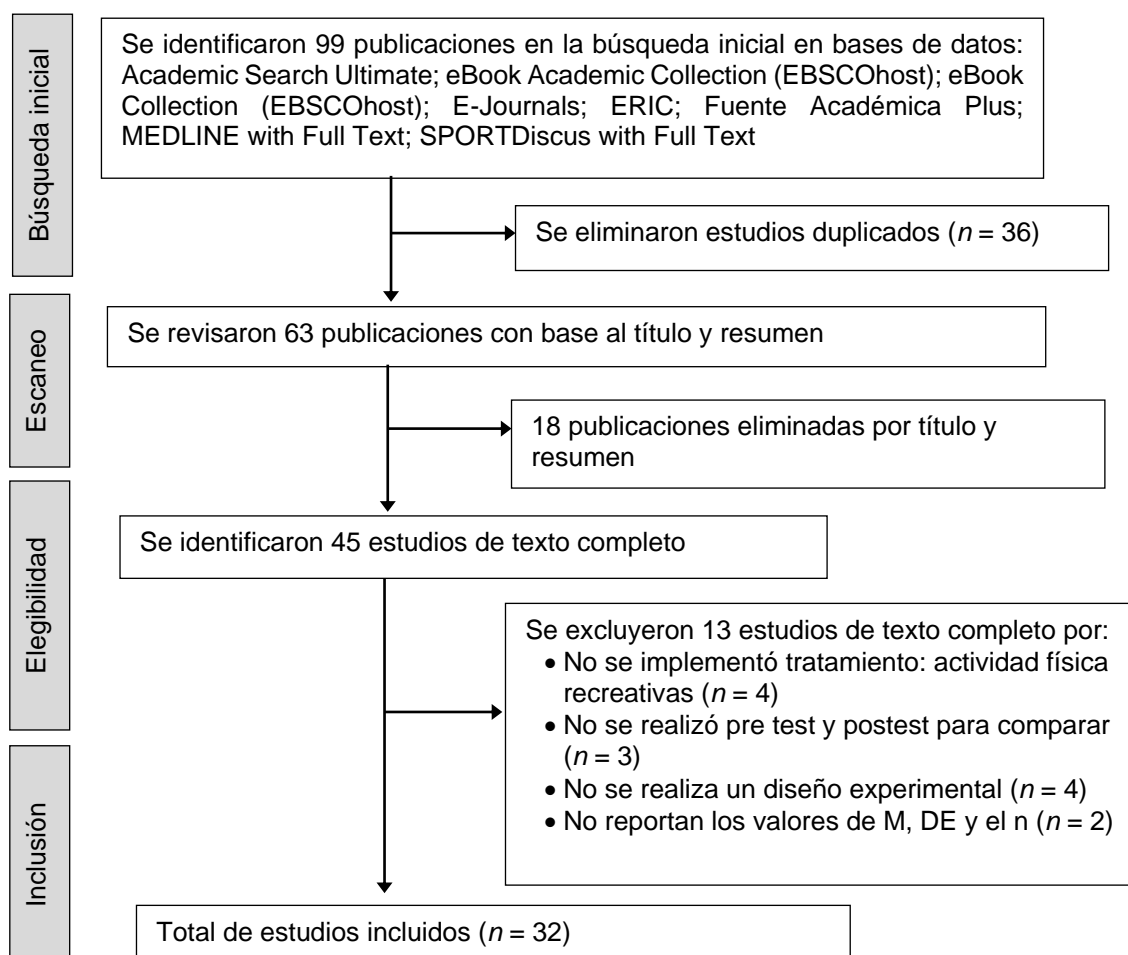 Búsqueda inicial
Se identificaron 99 publicaciones en la búsqueda inicial en bases de datos:
Academic Search Ultimate; eBook Academic Collection (EBSCOhost); eBook
Collection (EBSCOhost); E-Journals; ERIC; Fuente Académica Plus;
MEDLINE with Full Text; SPORTDiscus with Full Text
Se eliminaron estudios duplicados (n = 36)
Escaneo
Se revisaron 63 publicaciones con base al título y resumen
18 publicaciones eliminadas por título y
resumen
Elegibilidad
Se identificaron 45 estudios de texto completo
Se excluyeron 13 estudios de texto completo por:
• No se implementó tratamiento: actividad física
recreativas (n = 4)
• No se realizó pre test y postest para comparar
(n = 3)
• No se realiza un diseño experimental (n = 4)
• No reportan los valores de M, DE y el n (n = 2)
Inclusión
Total de estudios incluidos (n = 32)